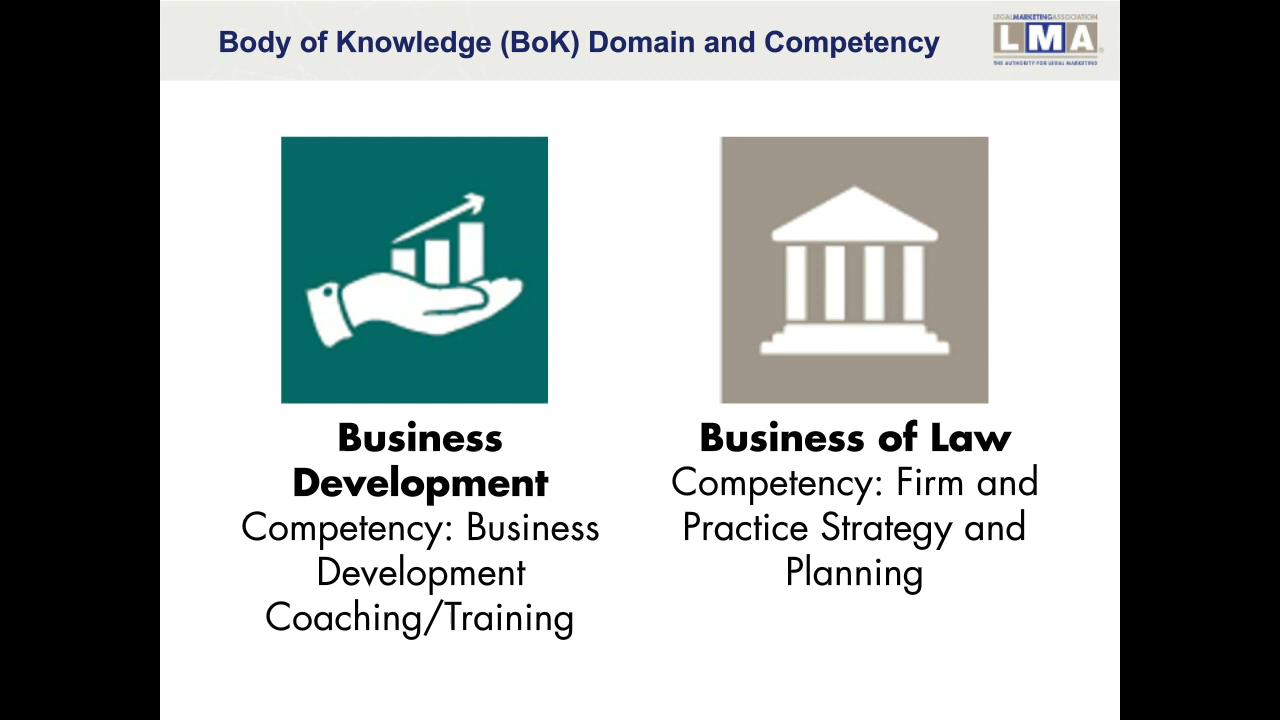 Body of Knowledge (BoK) Domain and Competency
LEGALMARKETINGASSOCIATION
LMA
THE AUTHORITY FOR LEGAL MARKETING
Business
Development
Competency: Business
Development
Coaching/Training
Business of Law
Competency: Firm and
Practice Strategy and
Planning